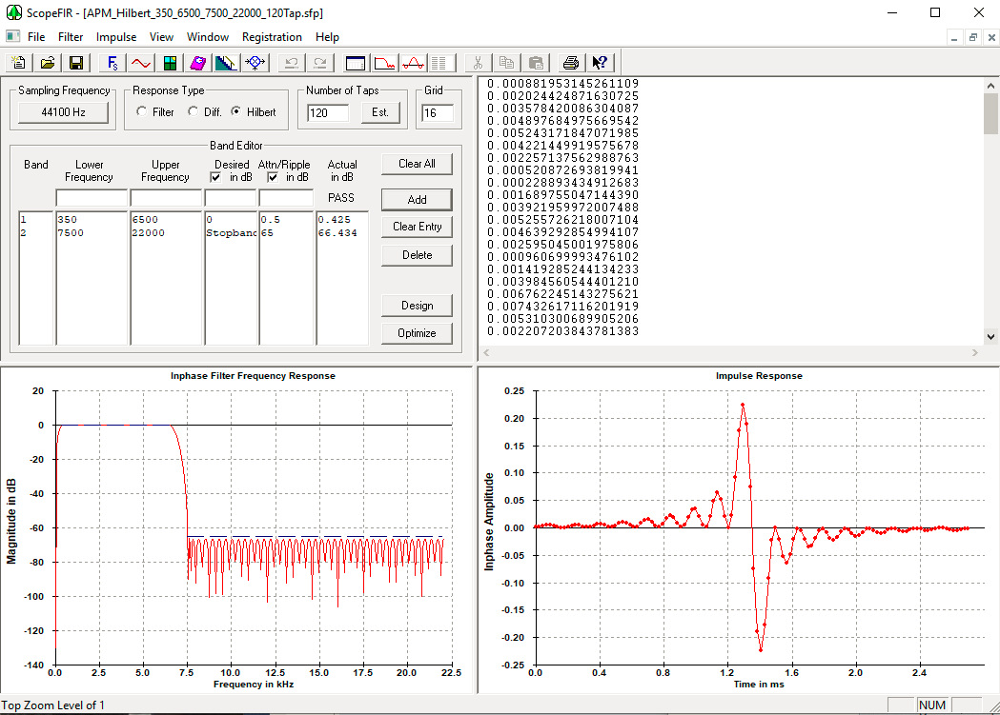 ScopeFIR - [APM_Hilbert_350_6500_7500_22000_120Tap.sfp]
File Filter Impulse View Window Registration Help
Sampling Frequency
44100 Hz
Response Type
Filter Diff. Hilbert
Number of Taps
120 Est.
Grid
16
Band Editor
Band Lower Frequency Upper Frequency Desired in dB Attn/Ripple in dB Actual in dB
PASS
1 350 6500 0 0.5 0.425
2 7500 22000 Stopband 65 66.434
Clear All
Add
Clear Entry
Delete
Design
Optimize
0.000881953145261109
0.002024424871630725
0.003578420086304087
0.004897684975669542
0.005243171847071985
0.004221449919575678
0.002257137562988763
0.000520872693819941
0.000228893434912683
0.001689755047144390
0.003921959972007488
0.005255726218007104
0.004639292854994107
0.002595045001975806
0.000960699993476102
0.001419285244134233
0.003984560544401210
0.006762245143275621
0.007432617116201919
0.005310300689905206
0.002207203843781383
Inphase Filter Frequency Response
Magnitude in dB
20
0
-20
-40
-60
-80
-100
-120
-140
0.0 2.5 5.0 7.5 10.0 12.5 15.0 17.5 20.0 22.5
Frequency in kHz
Impulse Response
Inphase Amplitude
0.25
0.20
0.15
0.10
0.05
0.00
-0.05
-0.10
-0.15
-0.20
-0.25
0.0 0.4 0.8 1.2 1.6 2.0 2.4
Time in ms
Top Zoom Level of 1
NUM